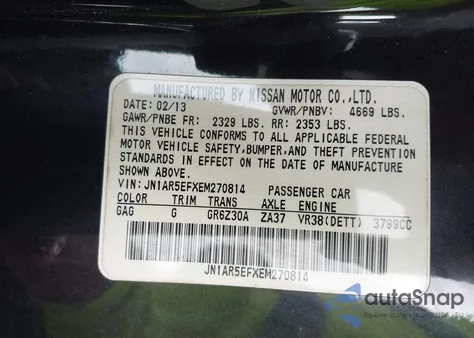 MANUFACTURED BY NISSAN MOTOR CO.,LTD.
DATE: 02/13 GVWR/PNBV: 4669 LBS.
GAWR/PNBE FR: 2329 LBS. RR: 2353 LBS.
THIS VEHICLE CONFORMS TO ALL APPLICABLE FEDERAL
MOTOR VEHICLE SAFETY,BUMPER,AND THEFT PREVENTION
STANDARDS IN EFFECT ON THE DATE OF MANUFACTURE
SHOWN ABOVE.
VIN: JN1AR5EFXEM270814 PASSENGER CAR
COLOR TRIM TRANS AXLE ENGINE
GAG G GR6Z30A ZA37 VR38(DETT) 3799CC
JN1AR5EFXEM270814
autoSnap